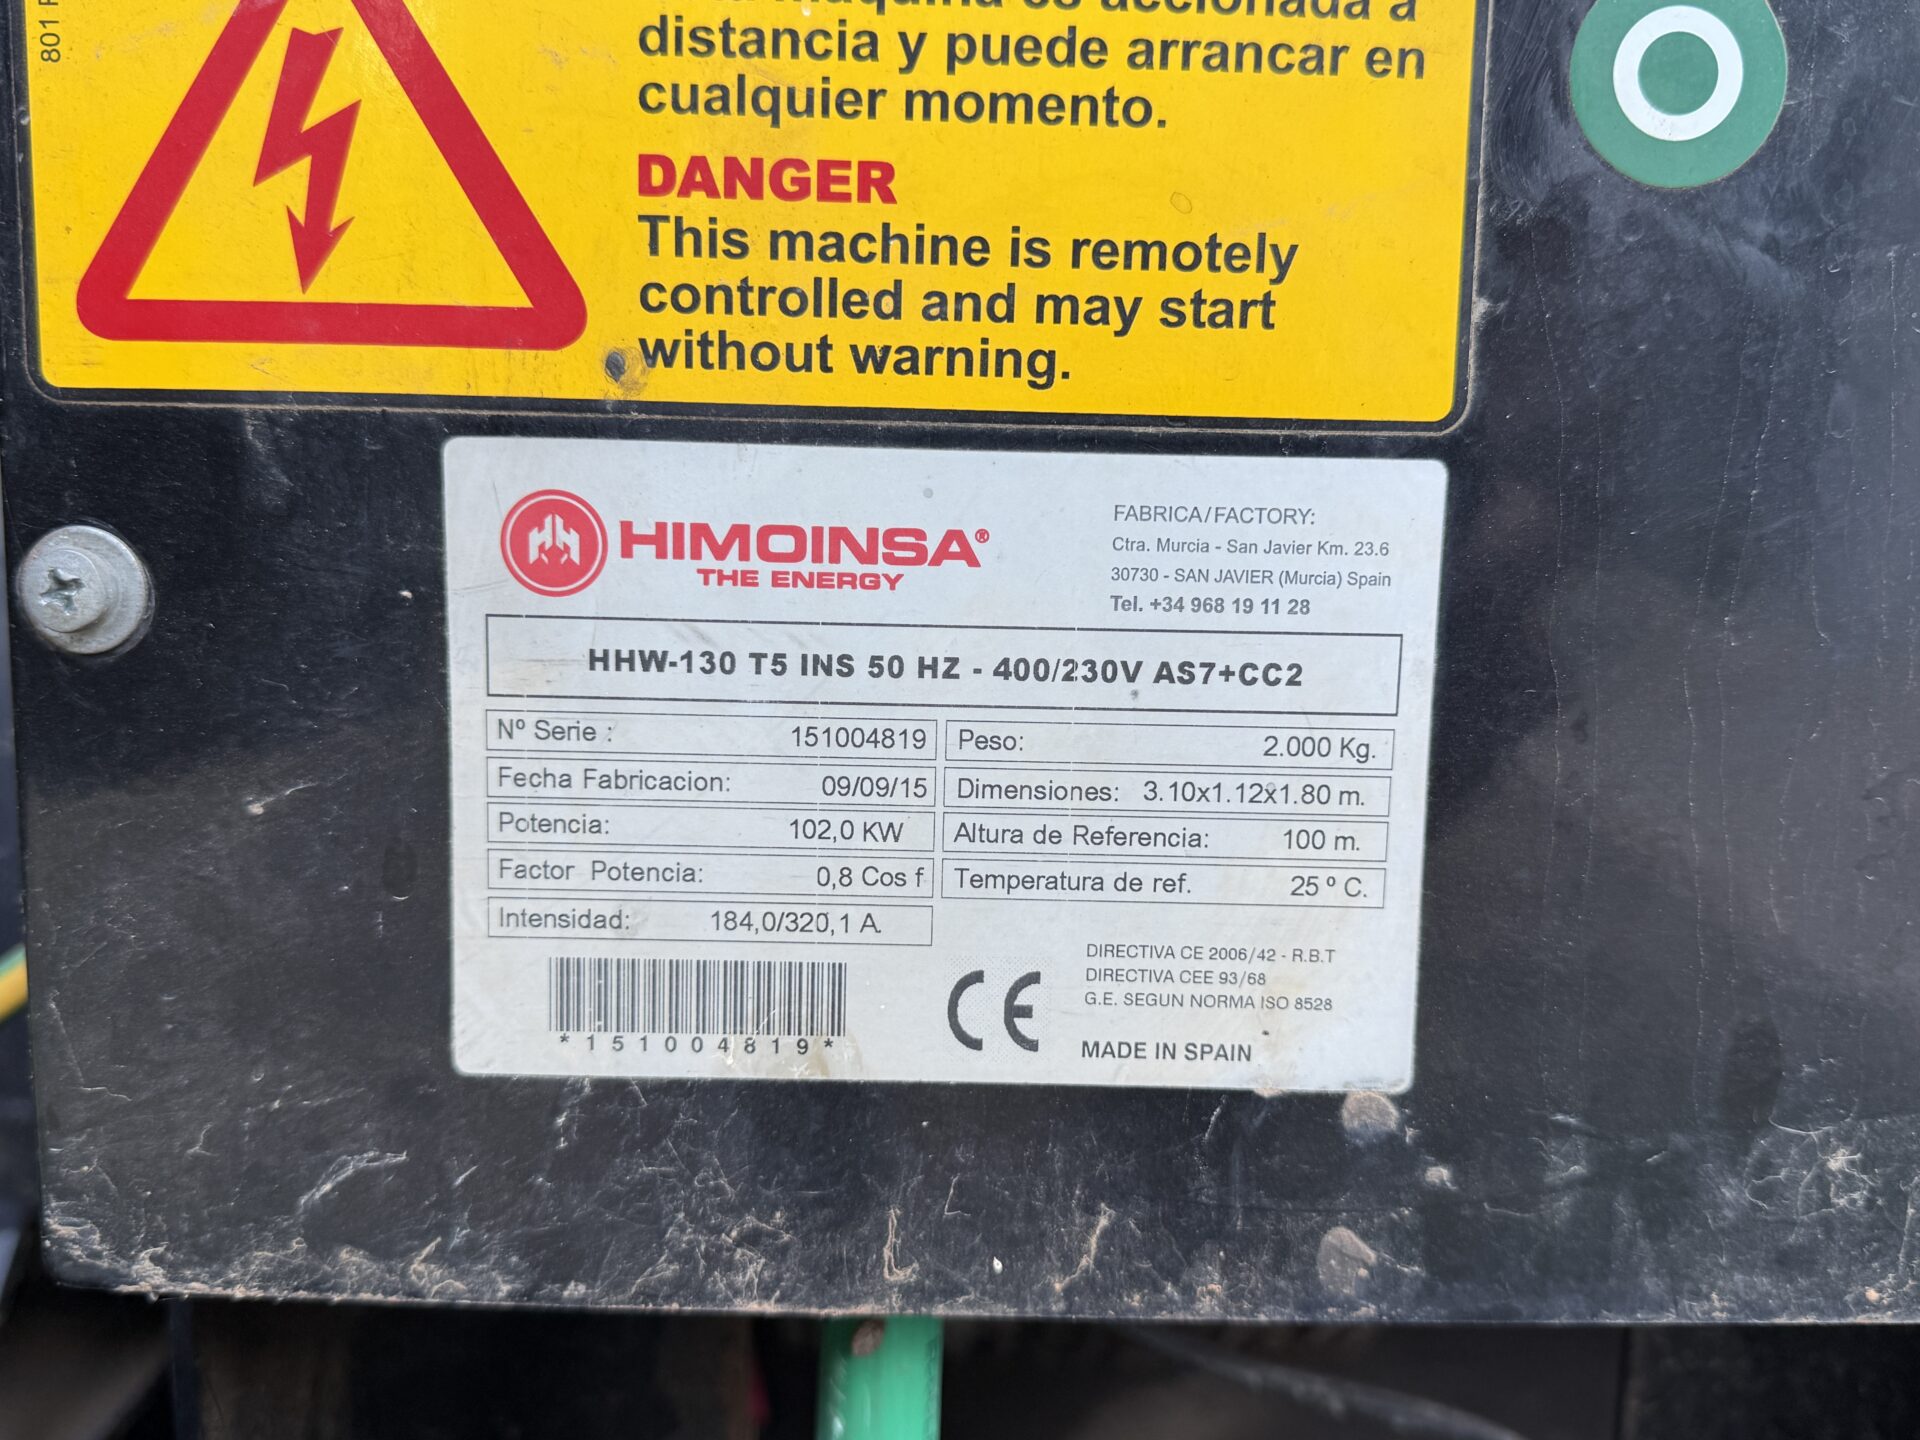 801
máquina es accionada a
distancia y puede arrancar en
cualquier momento.
DANGER
This machine is remotely
controlled and may start
without warning.
HIMOINSA®
THE ENERGY
FABRICA/FACTORY:
Ctra. Murcia - San Javier Km. 23.6
30730 - SAN JAVIER (Murcia) Spain
Tel. +34 968 19 11 28
HHW-130 T5 INS 50 HZ - 400/230V AS7+CC2
Nº Serie : 151004819
Peso: 2.000 Kg.
Fecha Fabricacion: 09/09/15
Dimensiones: 3.10x1.12x1.80 m.
Potencia: 102,0 KW
Altura de Referencia: 100 m.
Factor Potencia: 0,8 Cos f
Temperatura de ref. 25 º C.
Intensidad: 184,0/320,1 A.
*151004819*
CE
DIRECTIVA CE 2006/42 - R.B.T
DIRECTIVA CEE 93/68
G.E. SEGUN NORMA ISO 8528
MADE IN SPAIN